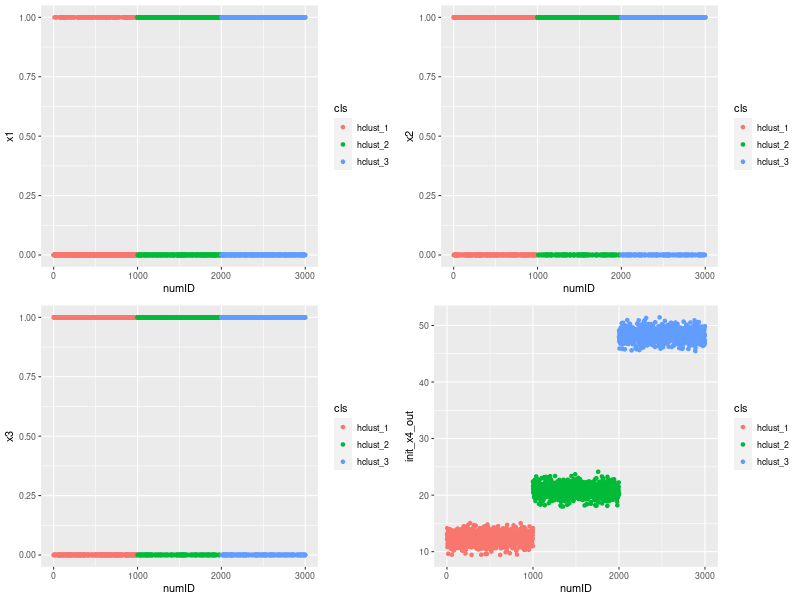 x1
1.00
0.75
0.50
0.25
0.00
0 1000 2000 3000
numID
cls
hclust_1
hclust_2
hclust_3
x2
1.00
0.75
0.50
0.25
0.00
0 1000 2000 3000
numID
cls
hclust_1
hclust_2
hclust_3
x3
1.00
0.75
0.50
0.25
0.00
0 1000 2000 3000
numID
cls
hclust_1
hclust_2
hclust_3
init_x4_out
50
40
30
20
10
0 1000 2000 3000
numID
cls
hclust_1
hclust_2
hclust_3